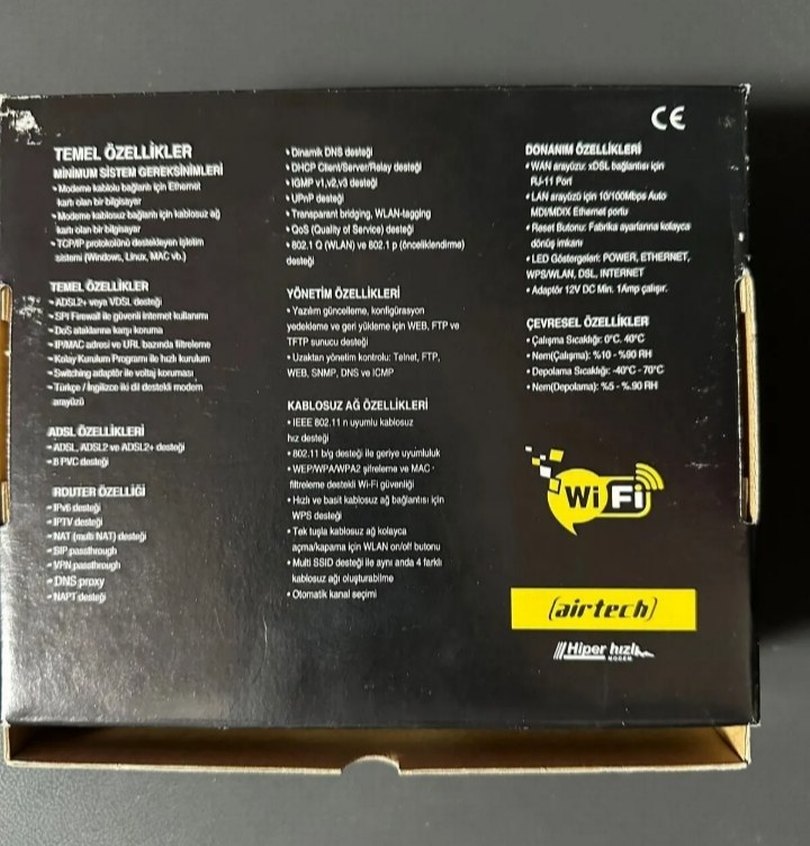 CE
TEMEL ÖZELLİKLER
MİNİMUM SİSTEM GEREKSİNİMLERİ
• Modeme kablolu bağlantı için Ethernet
kartı olan bir bilgisayar
• Modeme kablosuz bağlantı için kablosuz ağ
kartı olan bir bilgisayar
• TCP/IP protokolünü destekleyen işletim
sistemi (Windows, Linux, MAC vb.)
TEMEL ÖZELLİKLER
• ADSL2+ veya VDSL desteği
• SPI Firewall ile güvenli internet kullanımı
• DoS ataklarına karşı koruma
• IP/MAC adresi ve URL bazında filtreleme
• Kolay Kurulum Programı ile hızlı kurulum
• Switching adaptör ile voltaj koruması
• Türkçe / İngilizce iki dil destekli modem
arayüzü
ADSL ÖZELLİKLERİ
• ADSL, ADSL2 ve ADSL2+ desteği
• 8 PVC desteği
ROUTER ÖZELLİĞİ
• IPv6 desteği
• IPTV desteği
• NAT (multi NAT) desteği
• SIP passthrough
• VPN passthrough
• DNS proxy
• NAPT desteği
• Dinamik DNS desteği
• DHCP Client/Server/Relay desteği
• IGMP v1,v2,v3 desteği
• UPnP desteği
• Transparant bridging, WLAN-tagging
• QoS (Quality of Service) desteği
• 802.1 Q (WLAN) ve 802.1 p (önceliklendirme)
desteği
YÖNETİM ÖZELLİKLERİ
• Yazılım güncelleme, konfigürasyon
yedekleme ve geri yükleme için WEB, FTP ve
TFTP sunucu desteği
• Uzaktan yönetim kontrolu: Telnet, FTP,
WEB, SNMP, DNS ve ICMP
KABLOSUZ AĞ ÖZELLİKLERİ
• IEEE 802.11 n uyumlu kablosuz
hız desteği
• 802.11 b/g desteği ile geriye uyumluluk
• WEP/WPA/WPA2 şifreleme ve MAC
filtreleme destekli Wi-Fi güvenliği
• Hızlı ve basit kablosuz ağ bağlantısı için
WPS desteği
• Tek tuşla kablosuz ağ kolayca
açma/kapama için WLAN on/off butonu
• Multi SSID desteği ile aynı anda 4 farklı
kablosuz ağ oluşturabilme
• Otomatik kanal seçimi
DONANIM ÖZELLİKLERİ
• WAN arayüzü: xDSL bağlantısı için
RJ-11 Port
• LAN arayüzü için 10/100Mbps Auto
MDI/MDIX Ethernet portu
• Reset Butonu: Fabrika ayarlarına kolayca
dönüş imkanı
• LED Göstergeleri: POWER, ETHERNET,
WPS/WLAN, DSL, INTERNET
• Adaptör 12V DC Min. 1Amp çalışır.
ÇEVRESEL ÖZELLİKLER
• Çalışma Sıcaklığı: 0°C. 40°C
• Nem(Çalışma): %10 - %90 RH
• Depolama Sıcaklığı: -40°C - 70°C
• Nem(Depolama): %5 - %.90 RH
WiFi
(airtech)
Hiper hızlı
MODEM